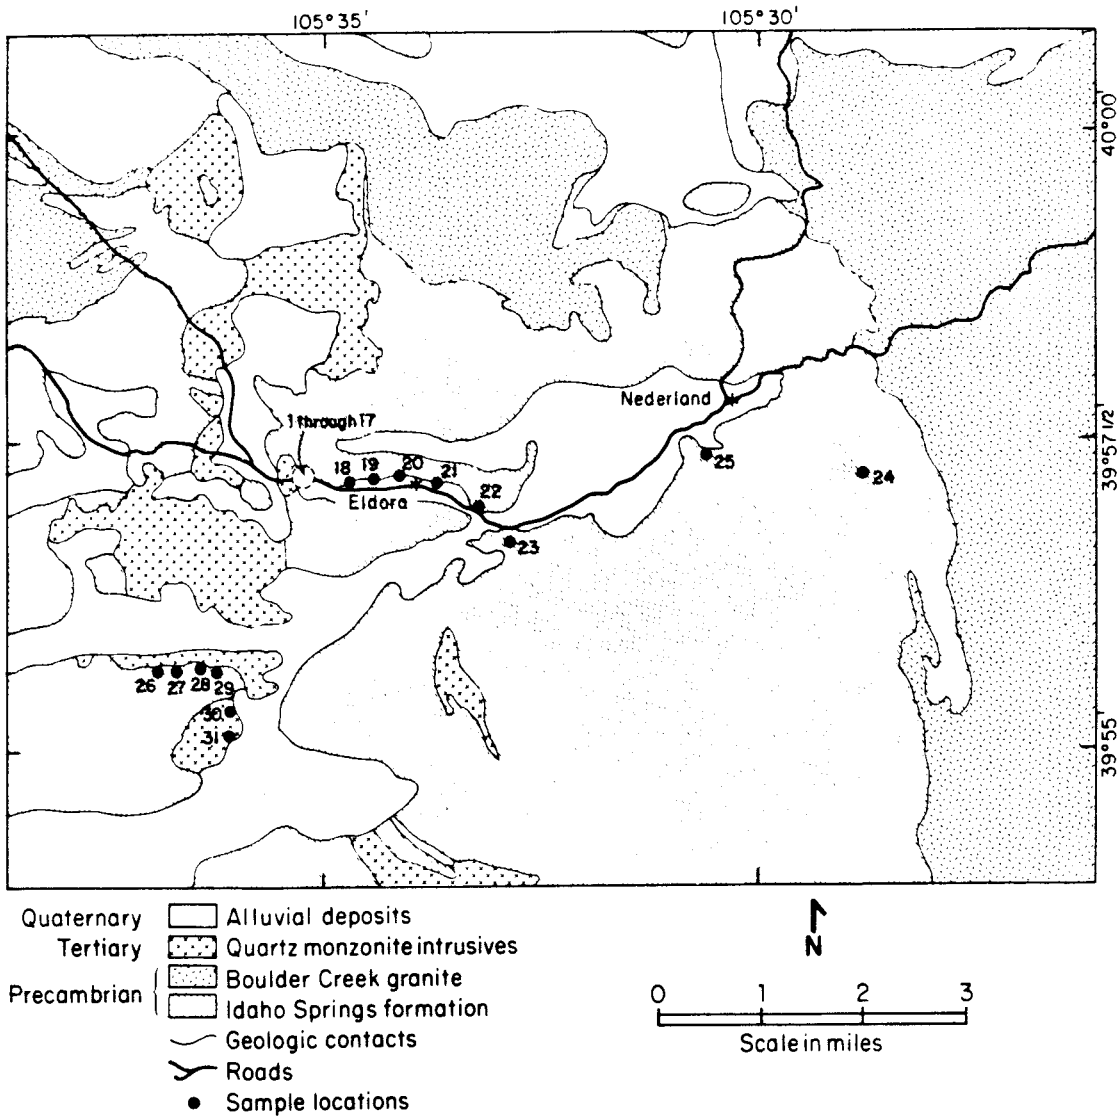 105°35'
105°30'
40°00
Nederland
1 through 17
39°57 1/2
18
19
20
21
25
24
Eldora
22
23
26
27
28
29
30
31
39°55
Quaternary
Alluvial deposits
Tertiary
Quartz monzonite intrusives
Precambrian
Boulder Creek granite
Idaho Springs formation
Geologic contacts
Roads
Sample locations
N
0 1 2 3
Scale in miles